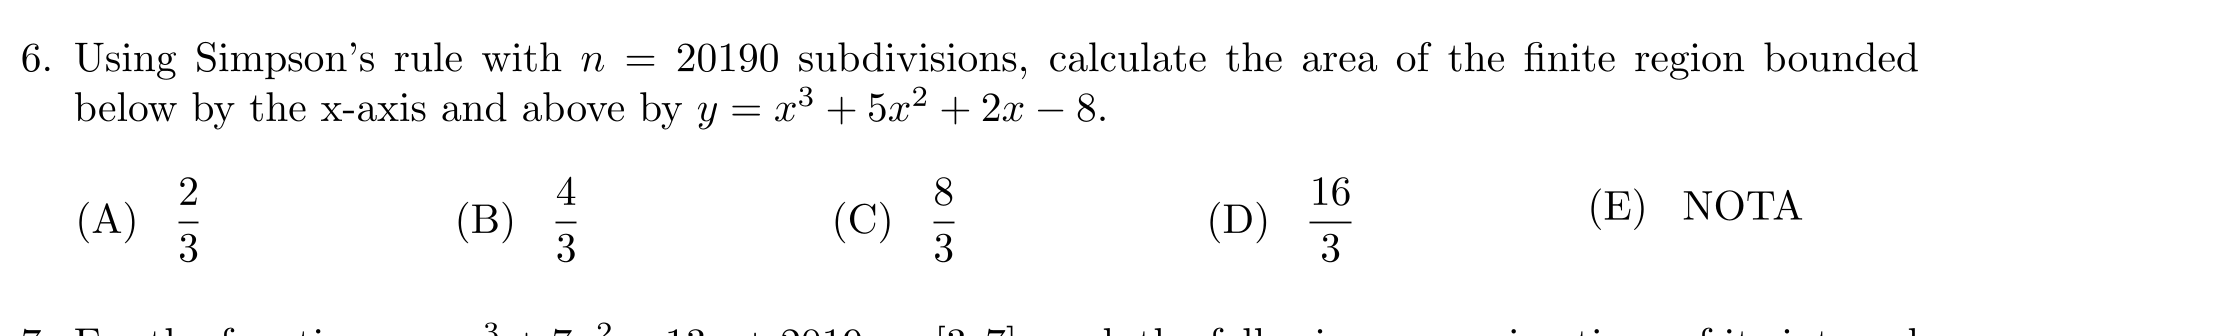 6. Using Simpson's rule with n = 20190 subdivisions, calculate the area of the finite region bounded
below by the x-axis and above by y = x³ + 5x² + 2x − 8.
(A) 2/3 (B) 4/3 (C) 8/3 (D) 16/3 (E) NOTA